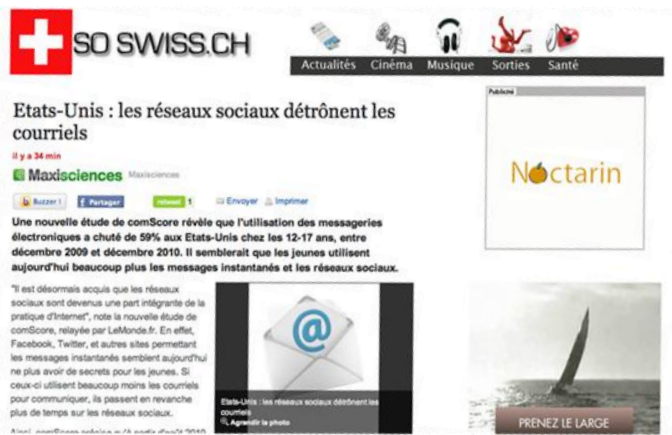 SO SWISS.CH
Actualités Cinéma Musique Sorties Santé
Etats-Unis : les réseaux sociaux détrônent les
courriels
il y a 34 min
Maxisciences Maxisciences
Buzzer ! Partager retweet 1 Envoyer Imprimer
Une nouvelle étude de comScore révèle que l'utilisation des messageries
électroniques a chuté de 59% aux Etats-Unis chez les 12-17 ans, entre
décembre 2009 et décembre 2010. Il semblerait que les jeunes utilisent
aujourd'hui beaucoup plus les messages instantanés et les réseaux sociaux.
"Il est désormais acquis que les réseaux
sociaux sont devenus une part intégrante de la
pratique d'Internet", note la nouvelle étude de
comScore, relayée par LeMonde.fr. En effet,
Facebook, Twitter, et autres sites permettant
les messages instantanés semblent aujourd'hui
ne plus avoir de secrets pour les jeunes. Si
ceux-ci utilisent beaucoup moins les courriels
pour communiquer, ils passent en revanche
plus de temps sur les réseaux sociaux.
@
Etats-Unis : les réseaux sociaux détrônent les
courriels
Agrandir la photo
Publicité
Noctarin
PRENEZ LE LARGE